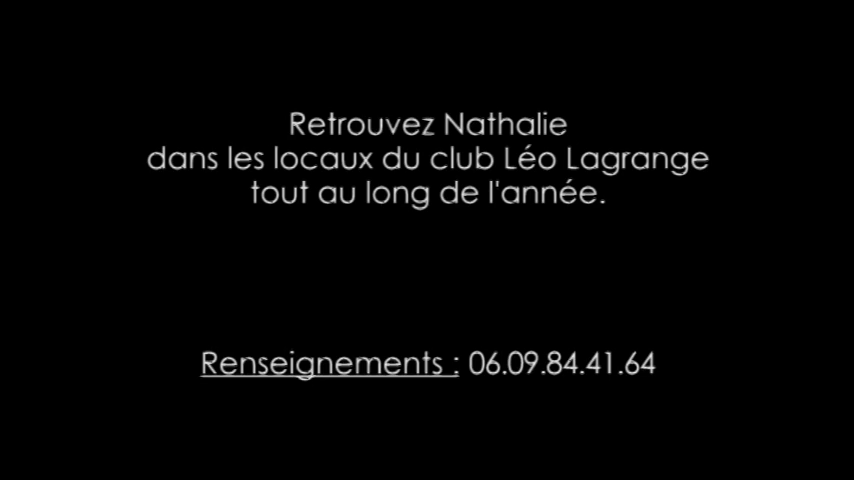 Retrouvez Nathalie
dans les locaux du club Léo Lagrange
tout au long de l'année.
Renseignements : 06.09.84.41.64